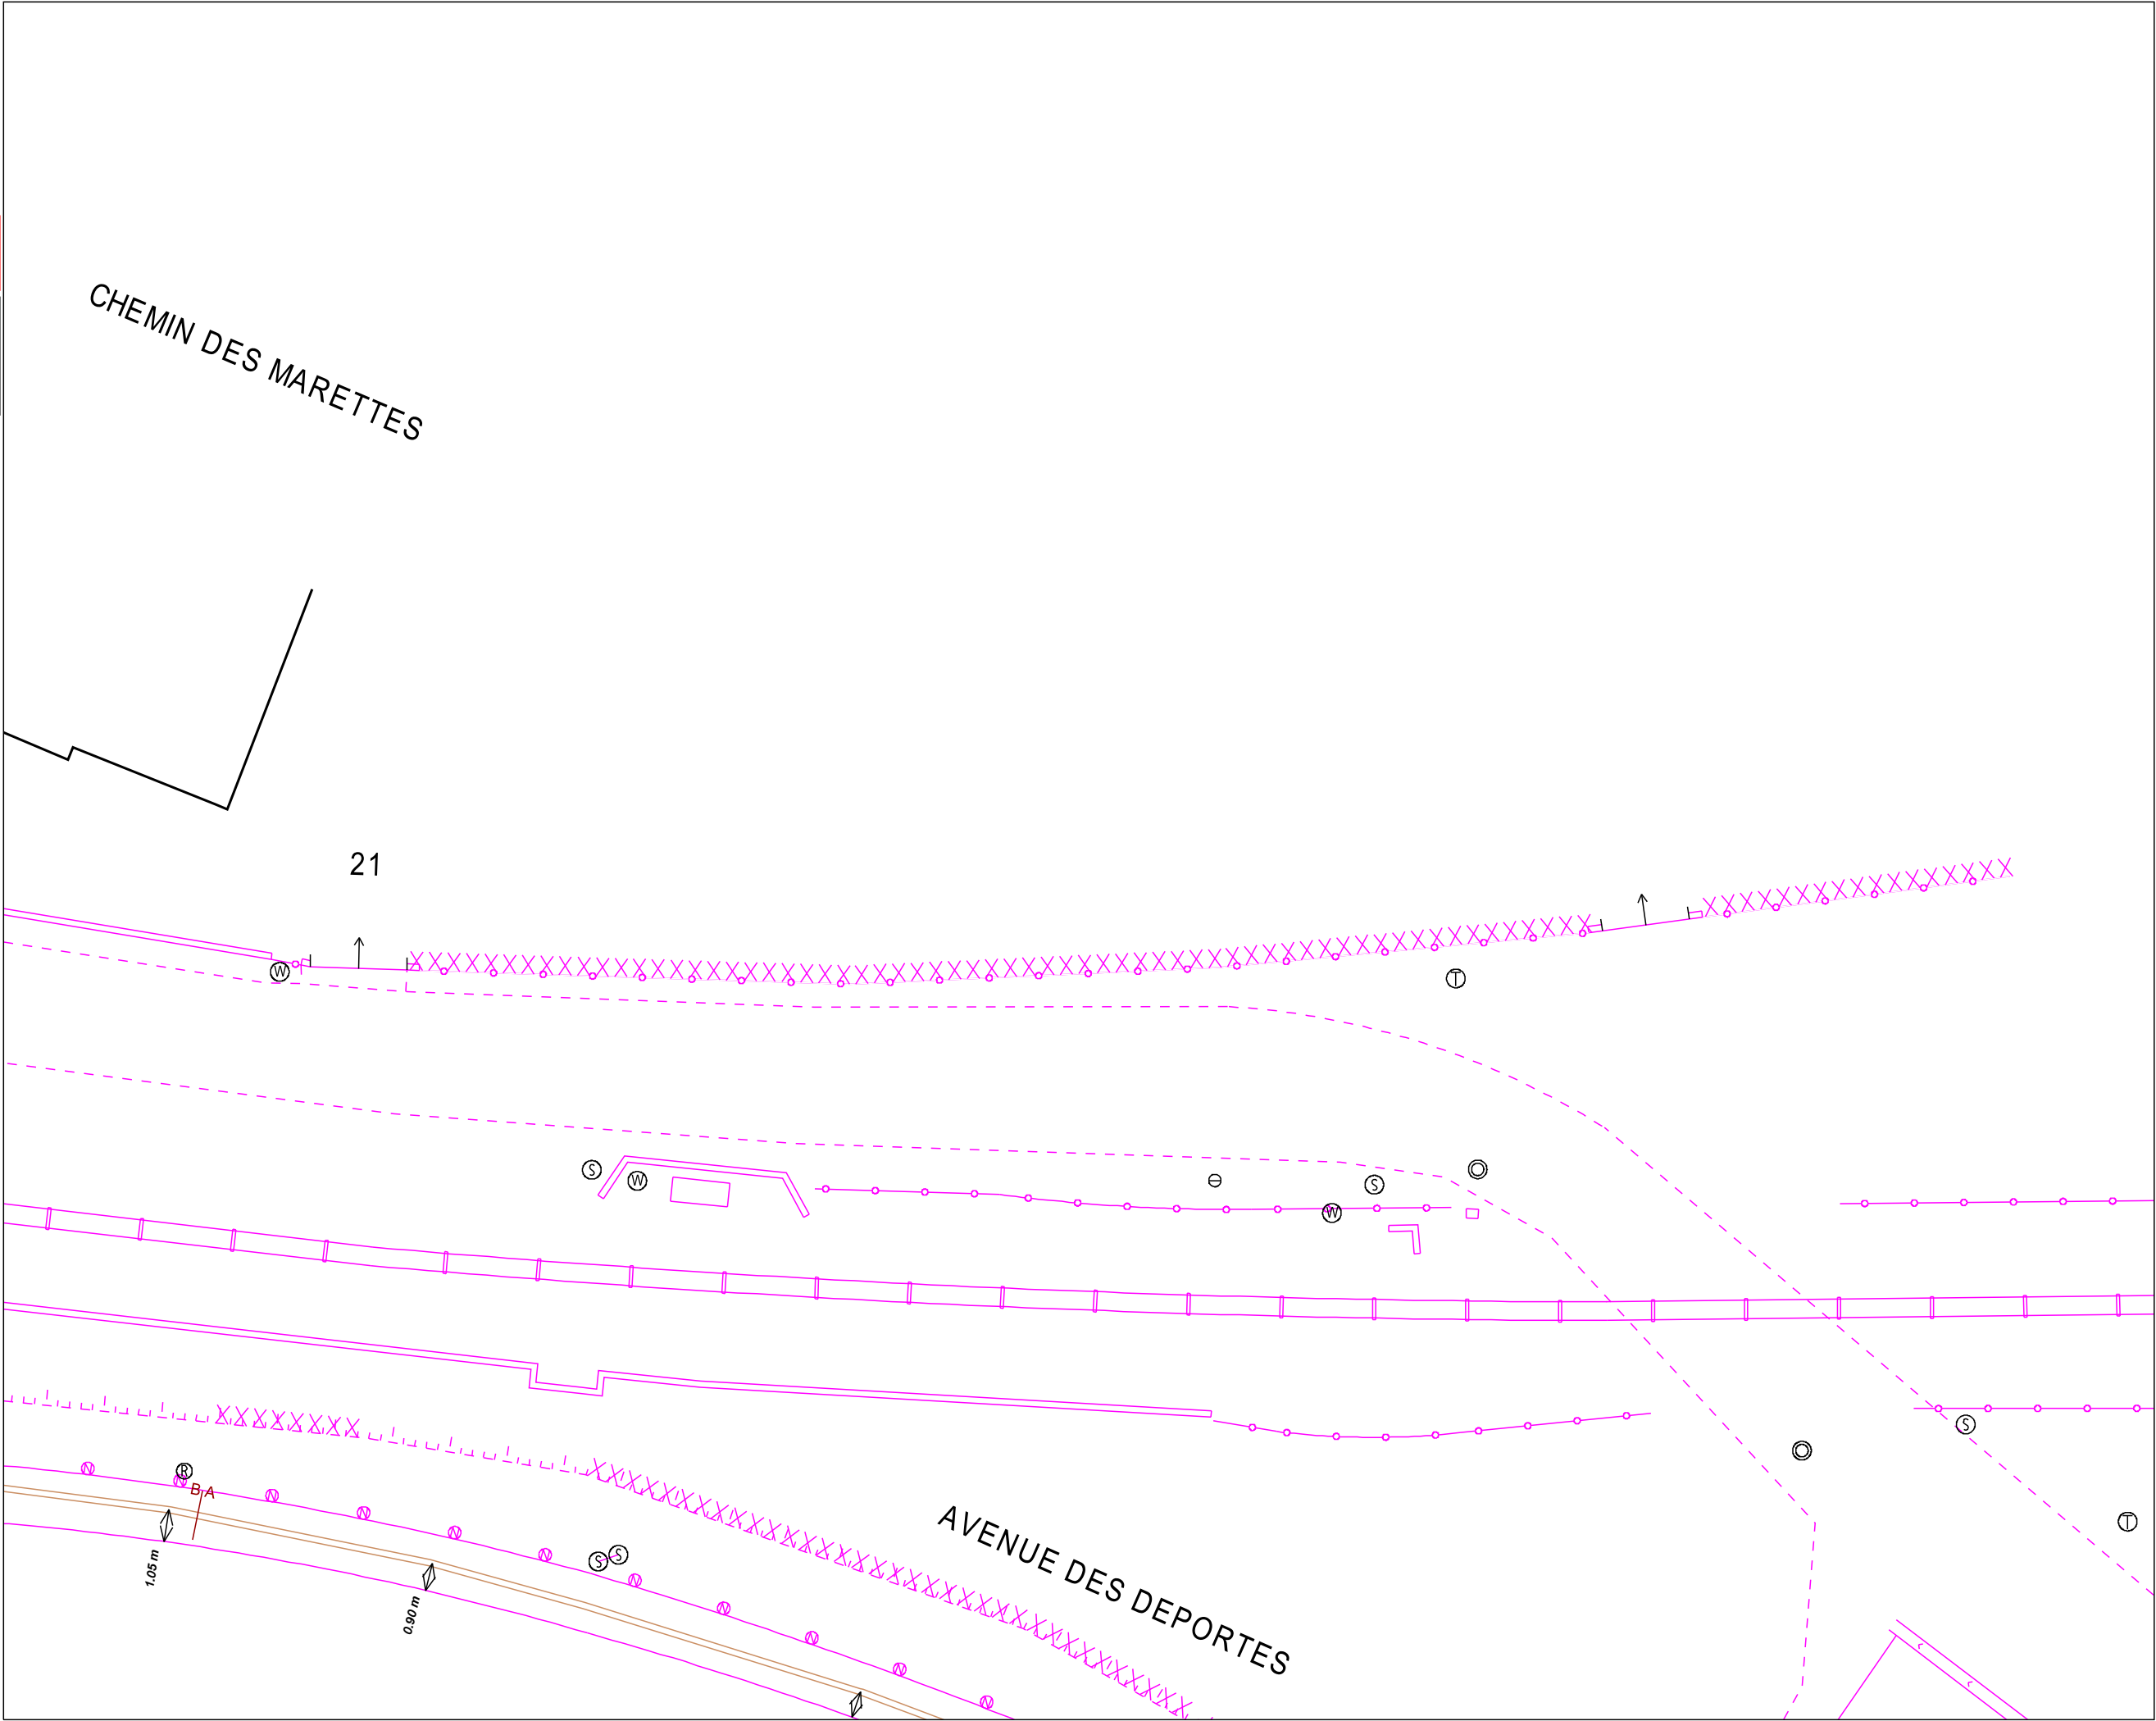 CHEMIN DES MARETTES
21
W
T
S
W
S
W
S
R
B A
N
N
N
N
N
N
N
N
N
N
N
S S
T
1.05 m
0.90 m
AVENUE DES DEPORTES